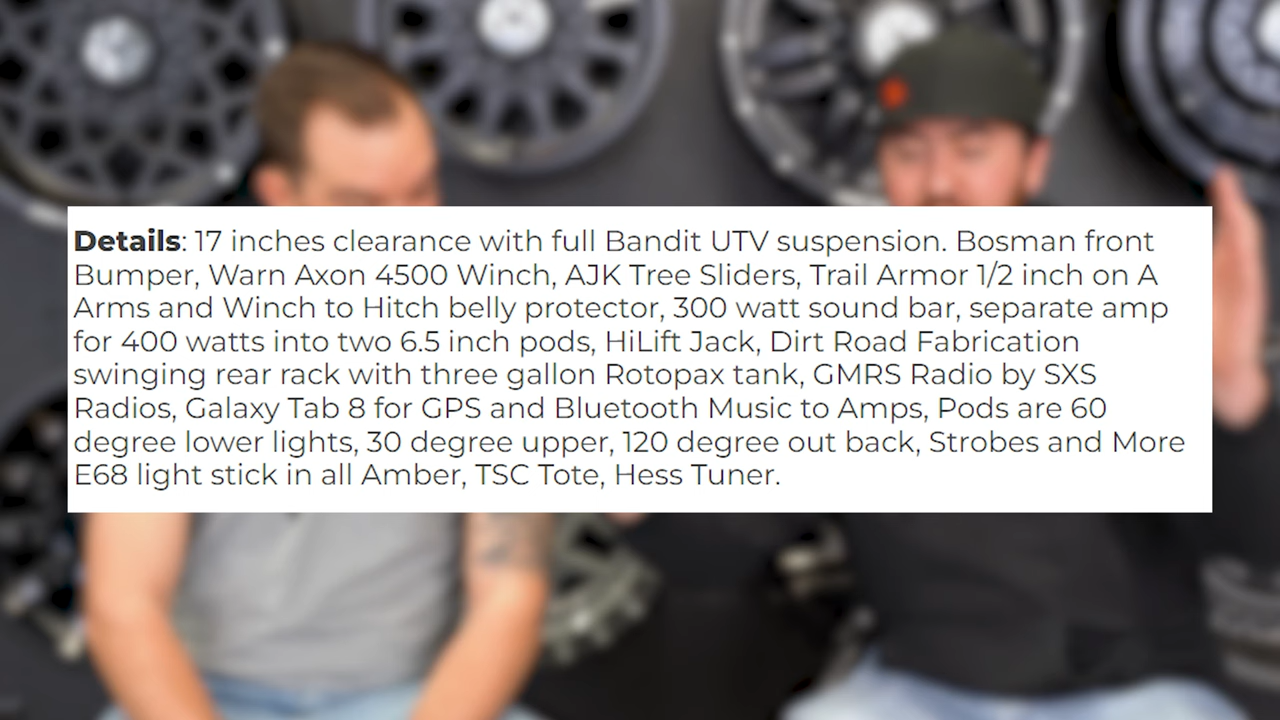 Details: 17 inches clearance with full Bandit UTV suspension. Bosman front
Bumper, Warn Axon 4500 Winch, AJK Tree Sliders, Trail Armor 1/2 inch on A
Arms and Winch to Hitch belly protector, 300 watt sound bar, separate amp
for 400 watts into two 6.5 inch pods, HiLift Jack, Dirt Road Fabrication
swinging rear rack with three gallon Rotopax tank, GMRS Radio by SXS
Radios, Galaxy Tab 8 for GPS and Bluetooth Music to Amps, Pods are 60
degree lower lights, 30 degree upper, 120 degree out back, Strobes and More
E68 light stick in all Amber, TSC Tote, Hess Tuner.